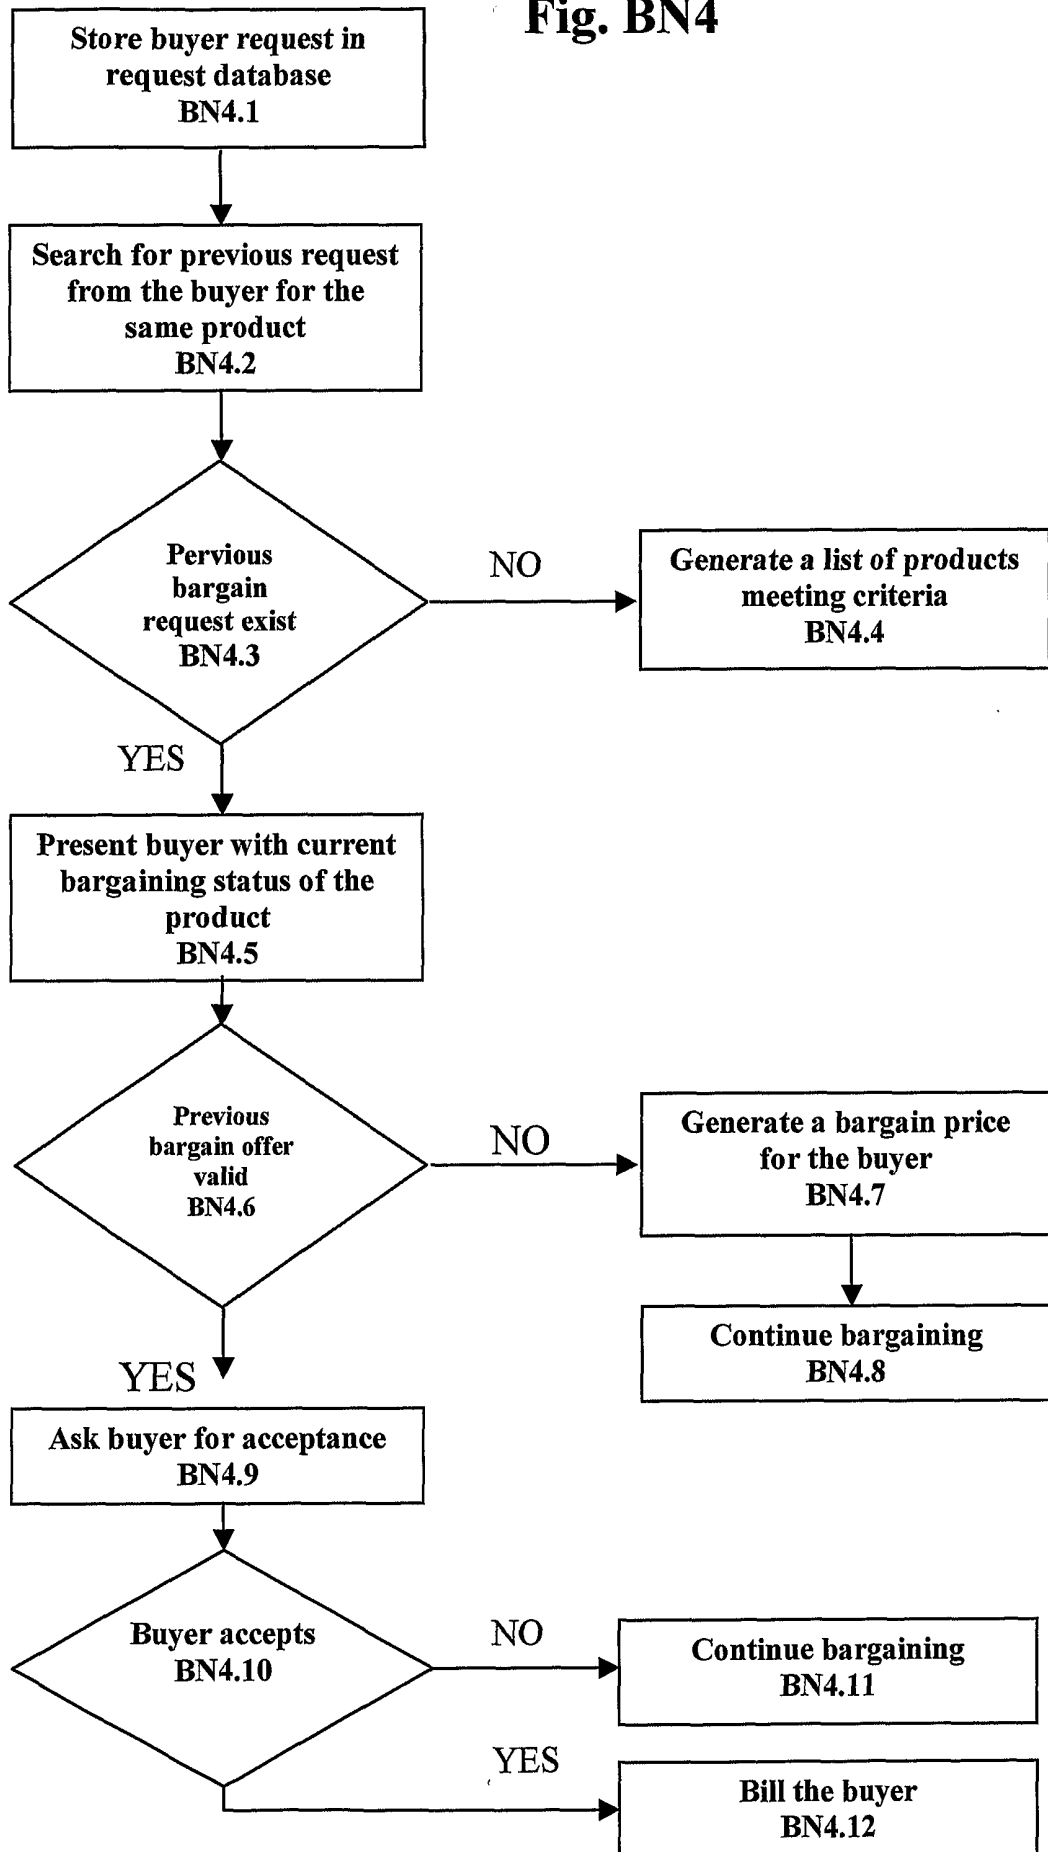 Fig. BN4
Store buyer request in
request database
BN4.1
Search for previous request
from the buyer for the
same product
BN4.2
Pervious
bargain
request exist
BN4.3
NO
Generate a list of products
meeting criteria
BN4.4
YES
Present buyer with current
bargaining status of the
product
BN4.5
Previous
bargain offer
valid
BN4.6
NO
Generate a bargain price
for the buyer
BN4.7
Continue bargaining
BN4.8
YES
Ask buyer for acceptance
BN4.9
Buyer accepts
BN4.10
NO
Continue bargaining
BN4.11
YES
Bill the buyer
BN4.12